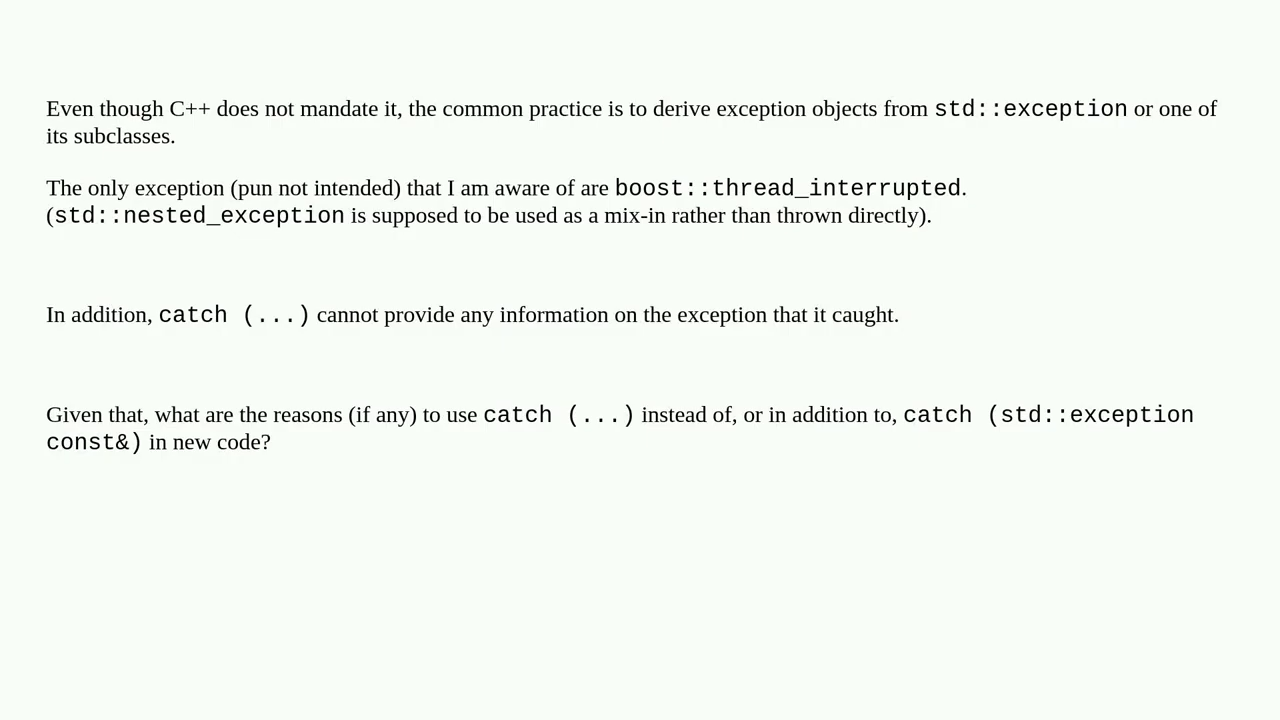 Even though C++ does not mandate it, the common practice is to derive exception objects from std::exception or one of
its subclasses.
The only exception (pun not intended) that I am aware of are boost::thread_interrupted.
(std::nested_exception is supposed to be used as a mix-in rather than thrown directly).
In addition, catch (...) cannot provide any information on the exception that it caught.
Given that, what are the reasons (if any) to use catch (...) instead of, or in addition to, catch (std::exception
const&) in new code?